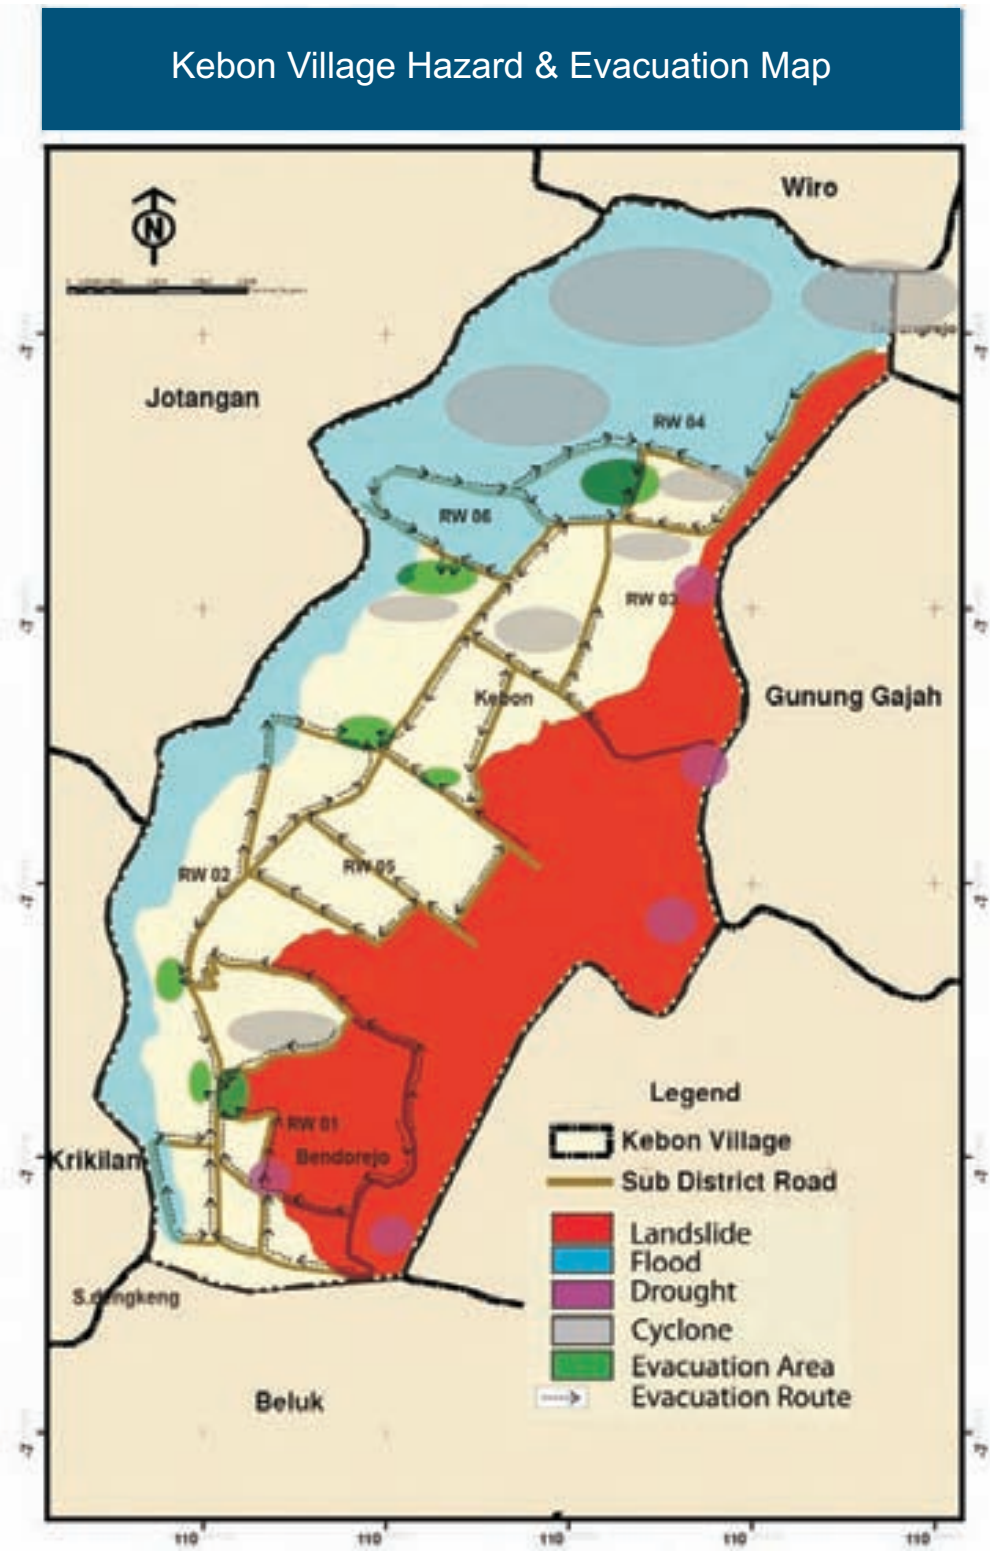 Kebon Village Hazard & Evacuation Map
Wiro
N
Jotangan
RW 04
RW 06
RW 03
Kebon
Gunung Gajah
RW 02
RW 05
RW 01
Bendorejo
Krikilan
S.dengkeng
Beluk
Legend
Kebon Village
Sub District Road
Landslide
Flood
Drought
Cyclone
Evacuation Area
Evacuation Route
110
110
110
110
110